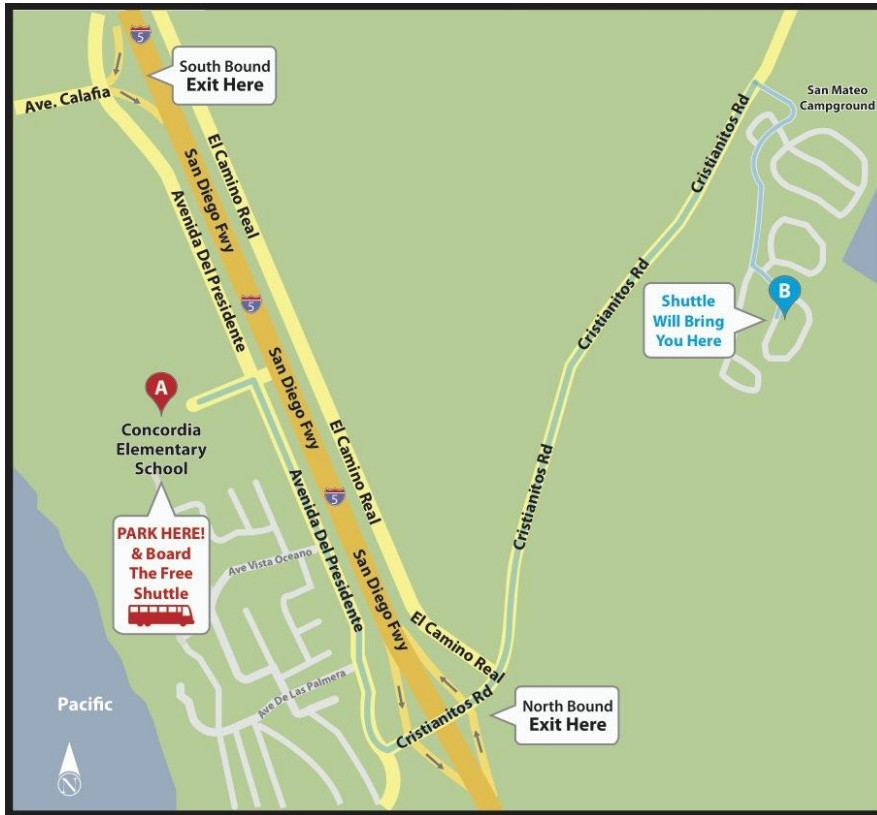 5
South Bound
Exit Here
Ave. Calafia
El Camino Real
San Diego Fwy
Avenida Del Presidente
Cristianitos Rd
San Mateo
Campground
5
B
Shuttle
Will Bring
You Here
Cristianitos Rd
San Diego Fwy
A
Concordia
Elementary
School
El Camino Real
Cristianitos Rd
5
Avenida Del Presidente
PARK HERE!
& Board
The Free
Shuttle
Ave Vista Oceano
San Diego Fwy
El Camino Real
Ave De Las Palmera
Cristianitos Rd
North Bound
Exit Here
Pacific
N